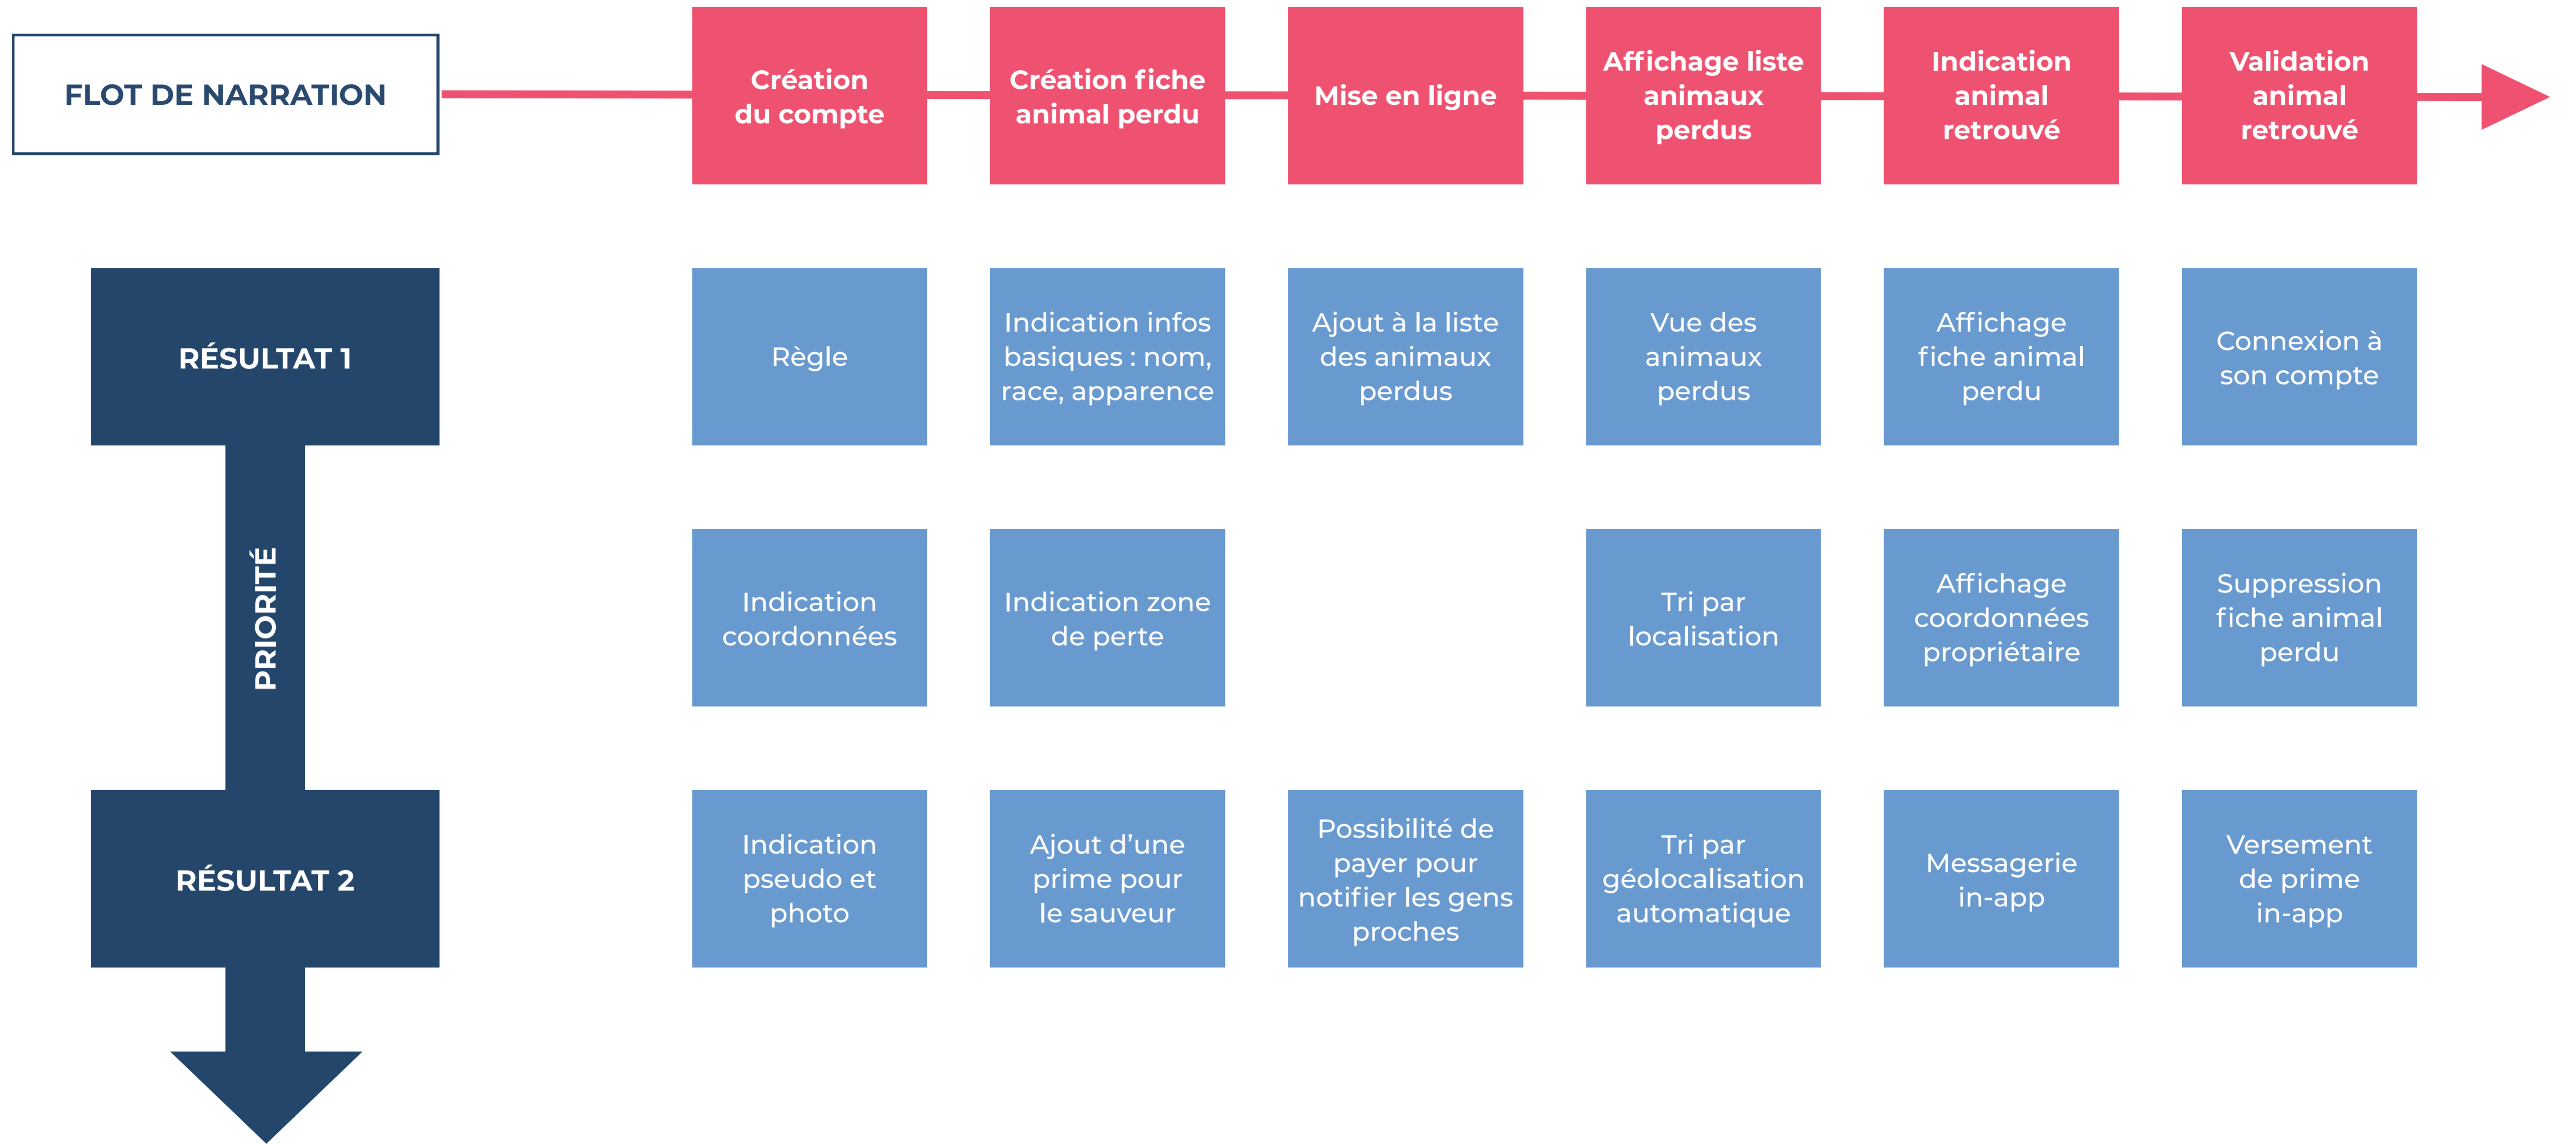 FLOT DE NARRATION
Création
du compte
Création fiche
animal perdu
Mise en ligne
Affichage liste
animaux
perdus
Indication
animal
retrouvé
Validation
animal
retrouvé
RÉSULTAT 1
Règle
Indication infos
basiques : nom,
race, apparence
Ajout à la liste
des animaux
perdus
Vue des
animaux
perdus
Affichage
fiche animal
perdu
Connexion à
son compte
PRIORITÉ
Indication
coordonnées
Indication zone
de perte
Tri par
localisation
Affichage
coordonnées
propriétaire
Suppression
fiche animal
perdu
RÉSULTAT 2
Indication
pseudo et
photo
Ajout d’une
prime pour
le sauveur
Possibilité de
payer pour
notifier les gens
proches
Tri par
géolocalisation
automatique
Messagerie
in-app
Versement
de prime
in-app